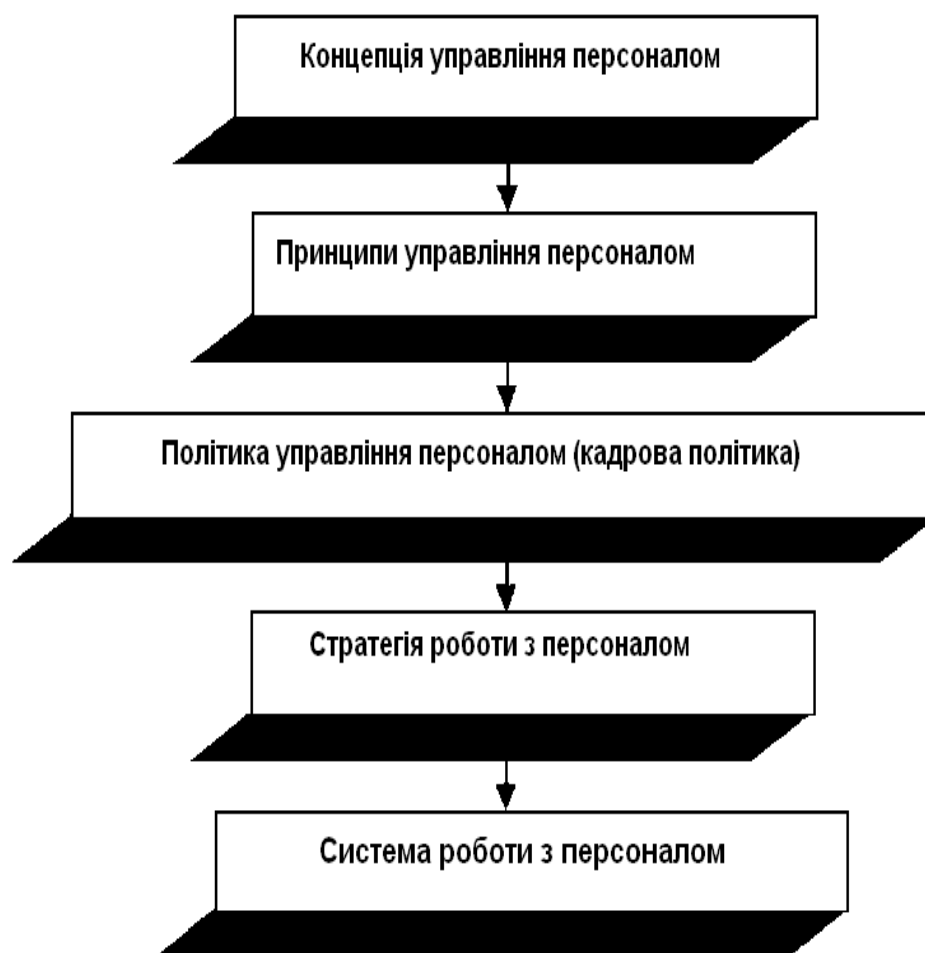 Концепція управління персоналом
Принципи управління персоналом
Політика управління персоналом (кадрова політика)
Стратегія роботи з персоналом
Система роботи з персоналом